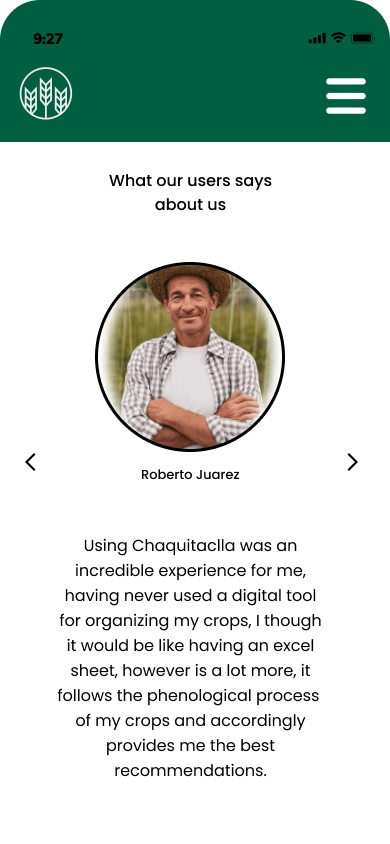 9:27
What our users says
about us
Roberto Juarez
Using Chaquitaclla was an
incredible experience for me,
having never used a digital tool
for organizing my crops, I though
it would be like having an excel
sheet, however is a lot more, it
follows the phenological process
of my crops and accordingly
provides me the best
recommendations.